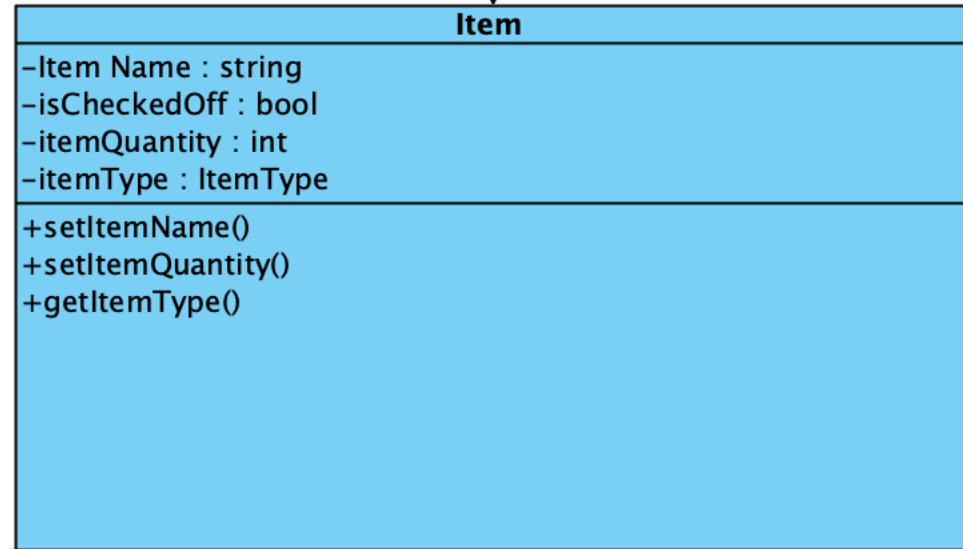 Item
-Item Name : string
-isCheckedOff : bool
-itemQuantity : int
-itemType : ItemType
+setItemName()
+setItemQuantity()
+getItemType()